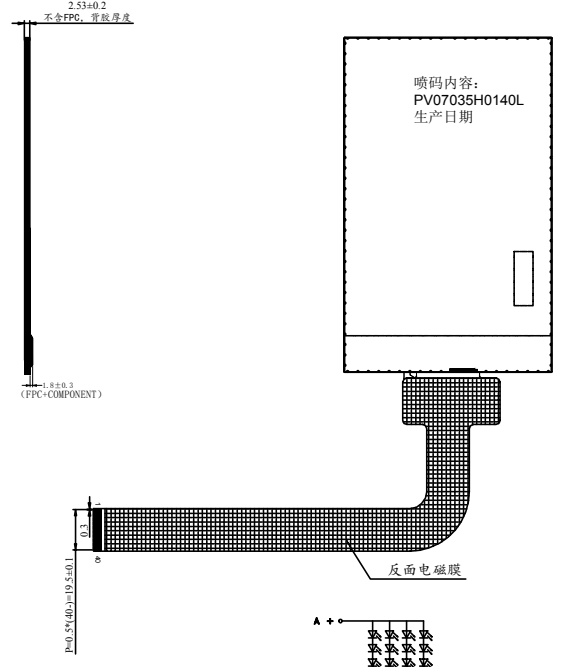 2.53±0.2
不含FPC, 背胶厚度
喷码内容:
PV07035H0140L
生产日期
1.8±0.3
(FPC+COMPONENT)
1
0.3
40
P=0.5*(40-)=19.5±0.1
反面电磁膜
A +